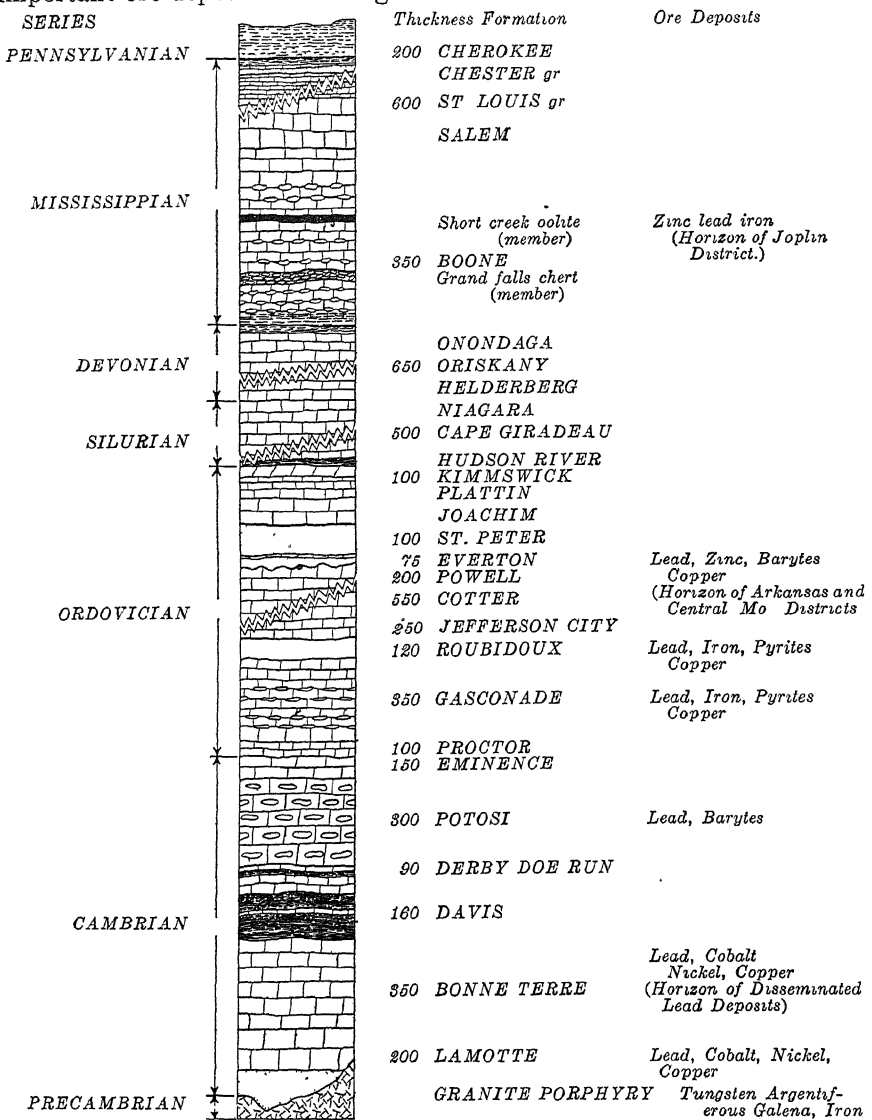 SERIES Thickness Formation Ore Deposits
PENNSYLVANIAN 200 CHEROKEE
CHESTER gr
600 ST LOUIS gr
SALEM
MISSISSIPPIAN
Short creek oolite Zinc lead iron
(member) (Horizon of Joplin
350 BOONE District.)
Grand falls chert
(member)
ONONDAGA
DEVONIAN 650 ORISKANY
HELDERBERG
NIAGARA
SILURIAN 500 CAPE GIRADEAU
HUDSON RIVER
100 KIMMSWICK
PLATTIN
JOACHIM
100 ST. PETER
75 EVERTON Lead, Zinc, Barytes
200 POWELL Copper
ORDOVICIAN 550 COTTER (Horizon of Arkansas and
Central Mo Districts
250 JEFFERSON CITY
120 ROUBIDOUX Lead, Iron, Pyrites
Copper
350 GASCONADE Lead, Iron, Pyrites
Copper
100 PROCTOR
150 EMINENCE
300 POTOSI Lead, Barytes
90 DERBY DOE RUN
CAMBRIAN 160 DAVIS
Lead, Cobalt
Nickel, Copper
350 BONNE TERRE (Horizon of Disseminated
Lead Deposits)
200 LAMOTTE Lead, Cobalt, Nickel,
Copper
PRECAMBRIAN GRANITE PORPHYRY Tungsten Argentif-
erous Galena, Iron